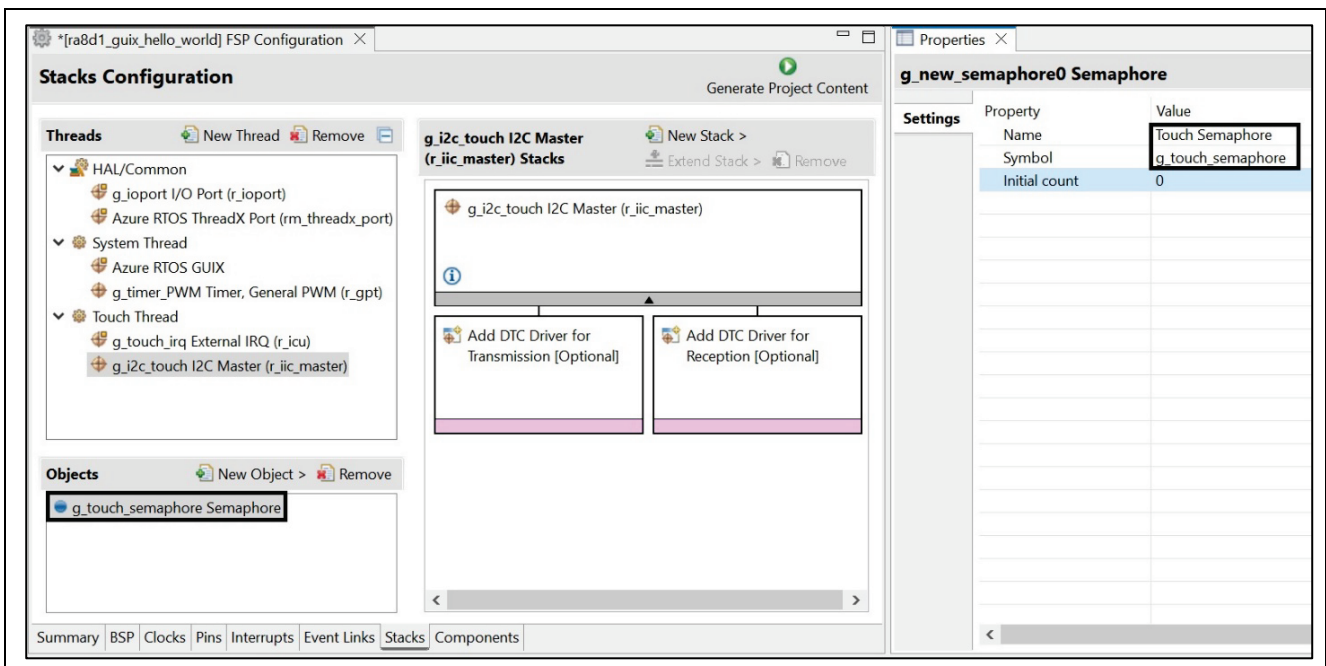 *[ra8d1_guix_hello_world] FSP Configuration
Stacks Configuration
Generate Project Content
Threads
New Thread
Remove
HAL/Common
g_ioport I/O Port (r_ioport)
Azure RTOS ThreadX Port (rm_threadx_port)
System Thread
Azure RTOS GUIX
g_timer_PWM Timer, General PWM (r_gpt)
Touch Thread
g_touch_irq External IRQ (r_icu)
g_i2c_touch I2C Master (r_iic_master)
Objects
New Object >
Remove
g_touch_semaphore Semaphore
g_i2c_touch I2C Master
(r_iic_master) Stacks
New Stack >
Extend Stack >
Remove
g_i2c_touch I2C Master (r_iic_master)
Add DTC Driver for
Transmission [Optional]
Add DTC Driver for
Reception [Optional]
Summary BSP Clocks Pins Interrupts Event Links Stacks Components
Properties
g_new_semaphore0 Semaphore
Settings
Property Value
Name Touch Semaphore
Symbol g_touch_semaphore
Initial count 0